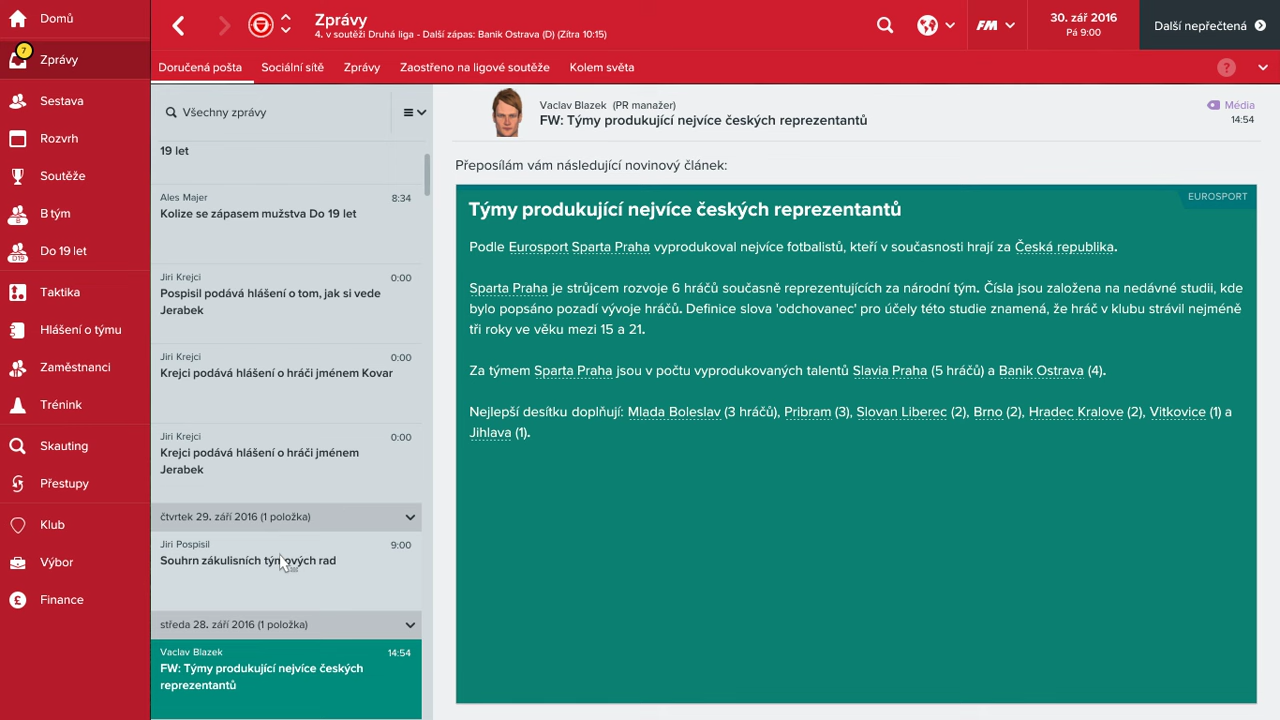 Domů
7
Zprávy
Sestava
Rozvrh
Soutěže
B tým
B
Do 19 let
D19
Taktika
Hlášení o týmu
Zaměstnanci
Trénink
Skauting
Přestupy
Klub
Výbor
Finance
Zprávy
4. v soutěži Druhá liga - Další zápas: Banik Ostrava (D) (Zítra 10:15)
FM
30. zář 2016
Pá 9:00
Další nepřečtená
Doručená pošta
Sociální sítě
Zprávy
Zaostřeno na ligové soutěže
Kolem světa
?
Všechny zprávy
19 let
Ales Majer 8:34
Kolize se zápasem mužstva Do 19 let
Jiri Krejci 0:00
Pospisil podává hlášení o tom, jak si vede
Jerabek
Jiri Krejci 0:00
Krejci podává hlášení o hráči jménem Kovar
Jiri Krejci 0:00
Krejci podává hlášení o hráči jménem
Jerabek
čtvrtek 29. září 2016 (1 položka)
Jiri Pospisil 9:00
Souhrn zákulisních týmových rad
středa 28. září 2016 (1 položka)
Vaclav Blazek 14:54
FW: Týmy produkující nejvíce českých
reprezentantů
Vaclav Blazek (PR manažer)
FW: Týmy produkující nejvíce českých reprezentantů
Média
14:54
Přeposílám vám následující novinový článek:
EUROSPORT
Týmy produkující nejvíce českých reprezentantů
Podle Eurosport Sparta Praha vyprodukoval nejvíce fotbalistů, kteří v současnosti hrají za Česká republika.
Sparta Praha je strůjcem rozvoje 6 hráčů současně reprezentujících za národní tým. Čísla jsou založena na nedávné studii, kde
bylo popsáno pozadí vývoje hráčů. Definice slova 'odchovanec' pro účely této studie znamená, že hráč v klubu strávil nejméně
tři roky ve věku mezi 15 a 21.
Za týmem Sparta Praha jsou v počtu vyprodukovaných talentů Slavia Praha (5 hráčů) a Banik Ostrava (4).
Nejlepší desítku doplňují: Mlada Boleslav (3 hráčů), Pribram (3), Slovan Liberec (2), Brno (2), Hradec Kralove (2), Vitkovice (1) a
Jihlava (1).